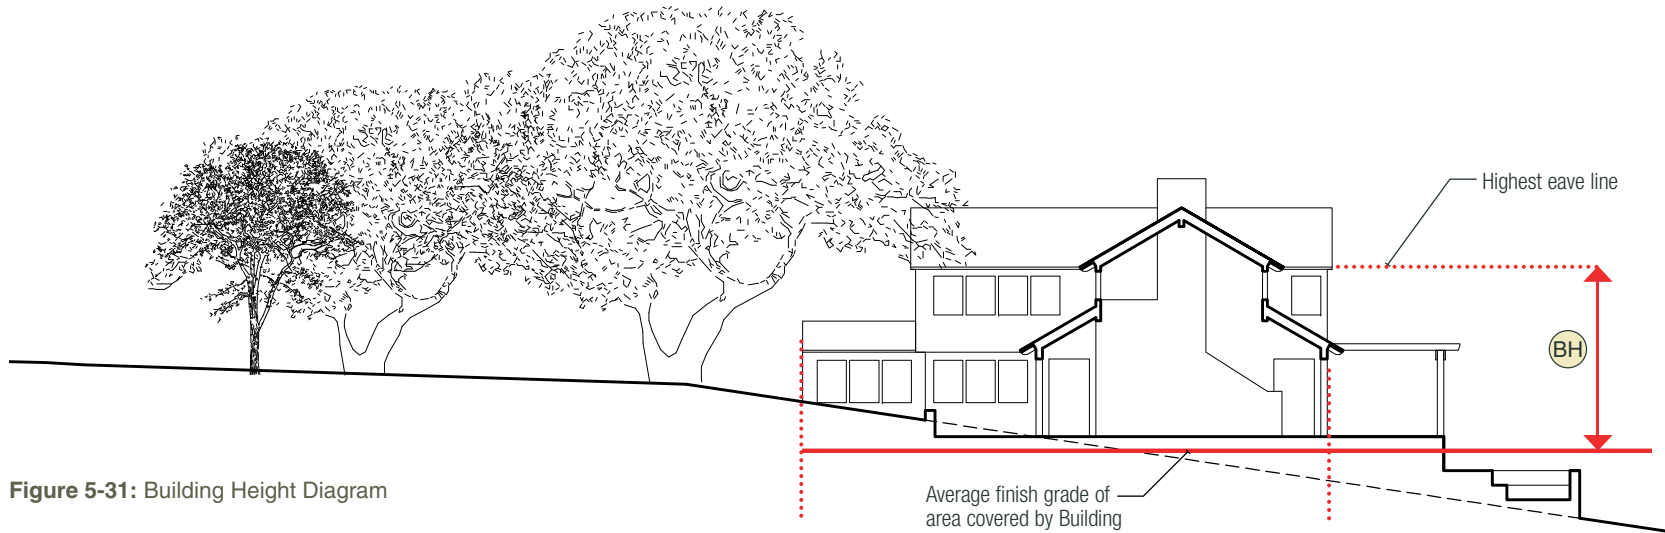 Highest eave line
BH
Average finish grade of
area covered by Building
Figure 5-31: Building Height Diagram